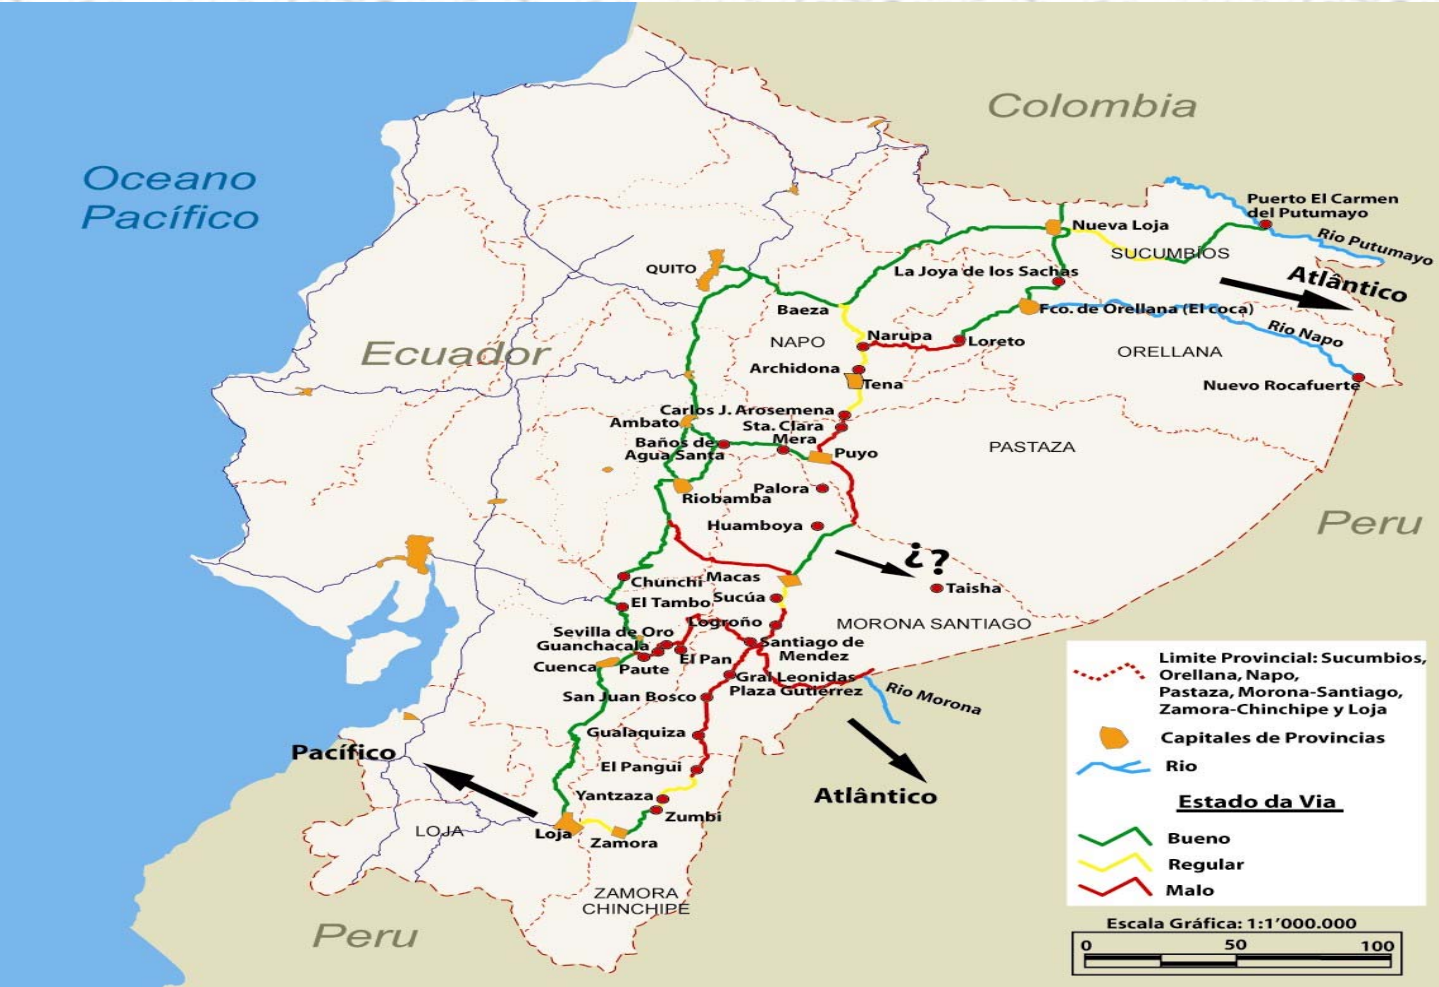 Colombia
Oceano
Pacífico
Puerto El Carmen
del Putumayo
Nueva Loja
Rio Putumayo
SUCUMBÍOS
QUITO
La Joya de los Sachas
Atlântico
Baeza
Fco. de Orellana (El coca)
Rio Napo
Narupa
NAPO
Loreto
Ecuador
ORELLANA
Archidona
Tena
Nuevo Rocafuerte
Carlos J. Arosemena
Ambato
Sta. Clara
Mera
Baños de
Agua Santa
PASTAZA
Puyo
Palora
Riobamba
Huamboya
Peru
¿?
Chunchi
Macas
Taisha
El Tambo
Sucúa
Logroño
MORONA SANTIAGO
Sevilla de Oro
Guanchacala
Santiago de
Mendez
Cuenca
Paute
El Pan
Gral Leonidas
Plaza Gutierrez
San Juan Bosco
Rio Morona
Gualaquiza
Pacífico
El Pangui
Yantzaza
Atlântico
Zumbi
LOJA
Loja
Zamora
ZAMORA
CHINCHIPE
Peru
Limite Provincial: Sucumbios,
Orellana, Napo,
Pastaza, Morona-Santiago,
Zamora-Chinchipe y Loja
Capitales de Provincias
Rio
Estado da Via
Bueno
Regular
Malo
Escala Gráfica: 1:1'000.000
0 50 100